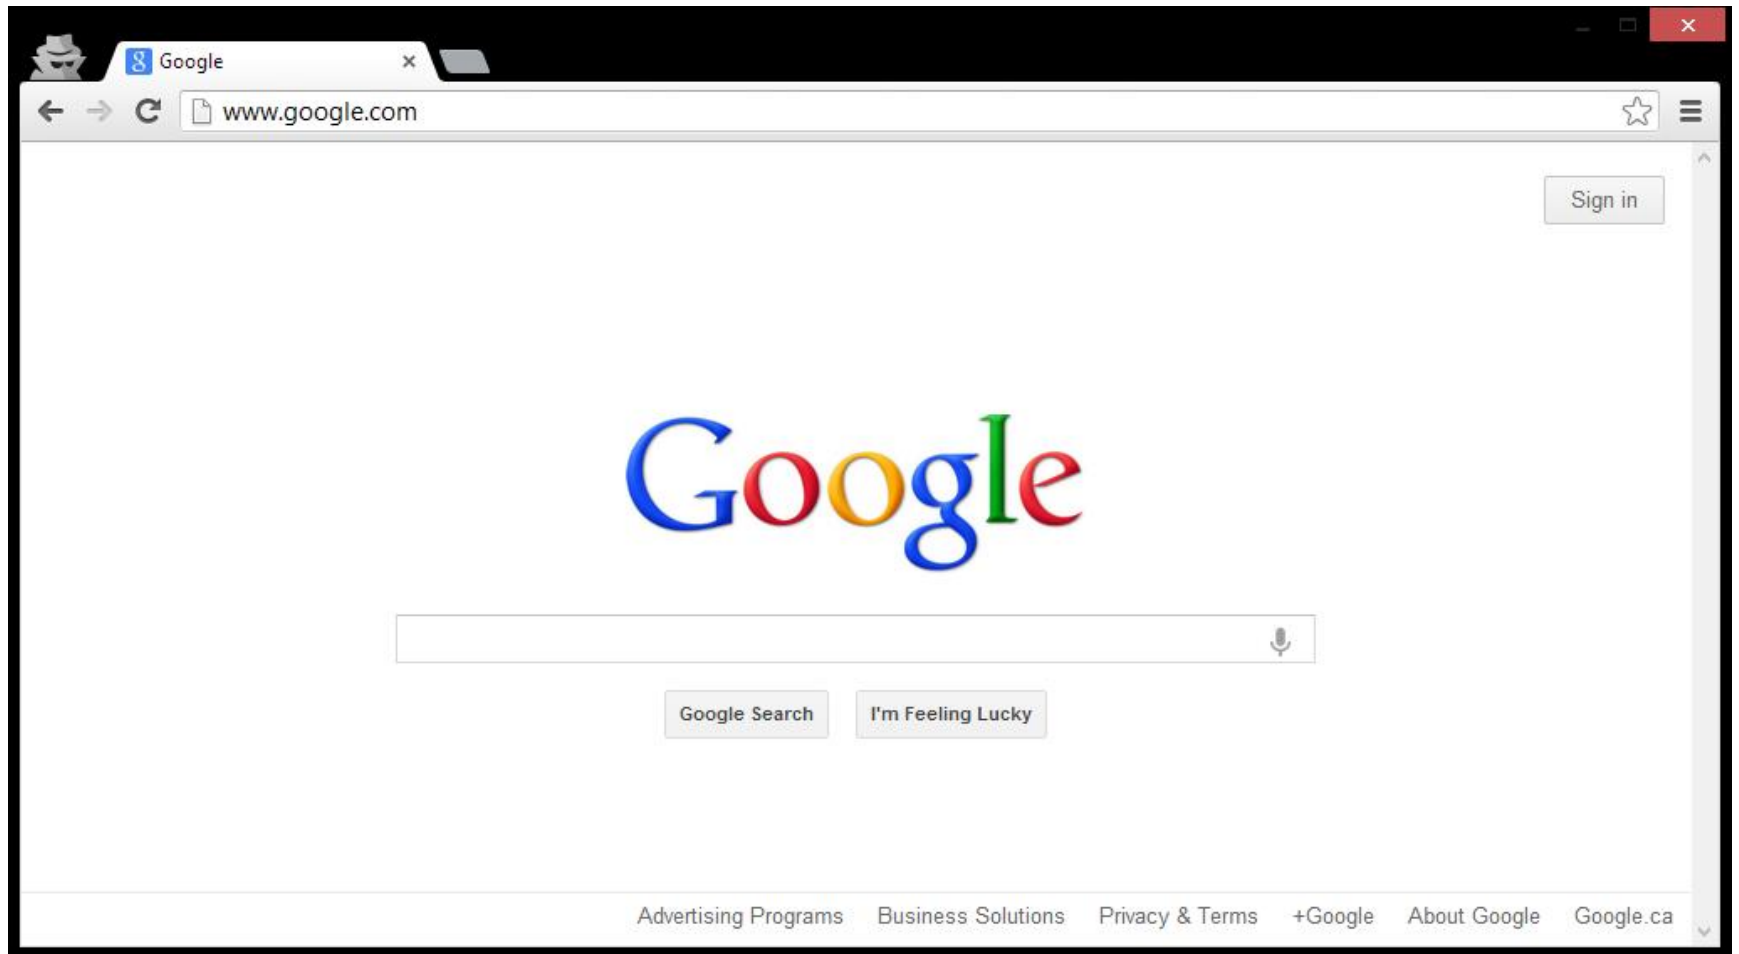 Google
www.google.com
Sign in
Google
Google Search
I'm Feeling Lucky
Advertising Programs Business Solutions Privacy & Terms +Google About Google Google.ca